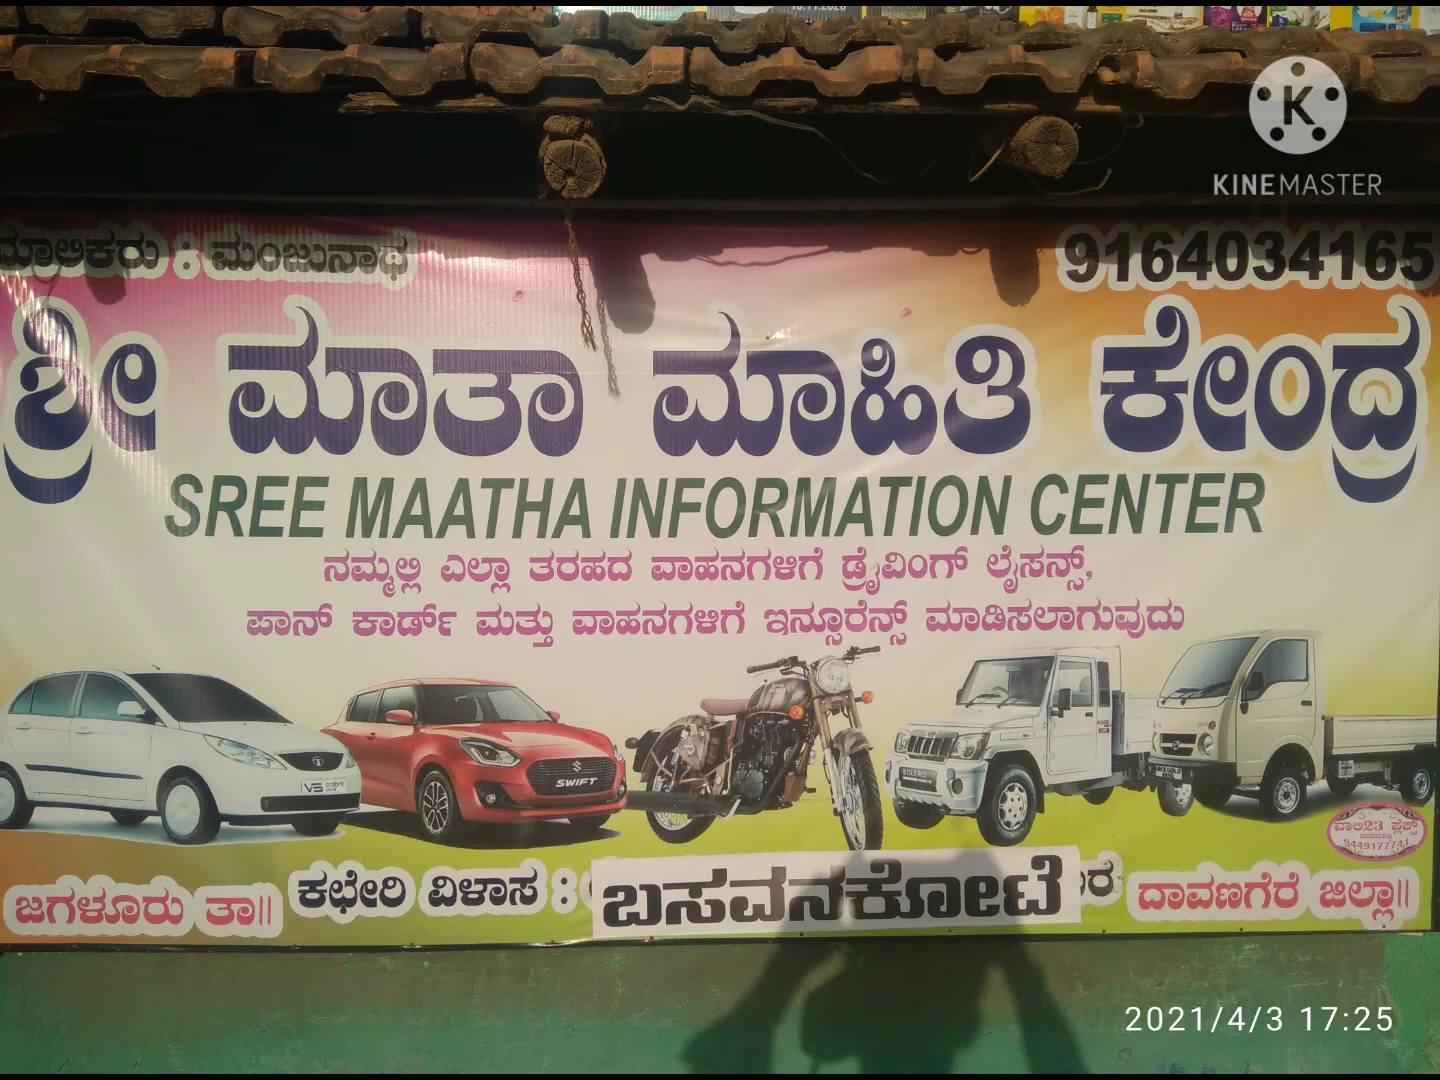 KINEMASTER
ಮಾಲಿಕರು : ಮಂಜುನಾಥ
9164034165
ಶ್ರೀ ಮಾತಾ ಮಾಹಿತಿ ಕೇಂದ್ರ
SREE MAATHA INFORMATION CENTER
ನಮ್ಮಲ್ಲಿ ಎಲ್ಲಾ ತರಹದ ವಾಹನಗಳಿಗೆ ಡ್ರೈವಿಂಗ್ ಲೈಸನ್ಸ್,
ಪಾನ್ ಕಾರ್ಡ್ ಮತ್ತು ವಾಹನಗಳಿಗೆ ಇನ್ಸೂರೆನ್ಸ್ ಮಾಡಿಸಲಾಗುವುದು
SWIFT
BOLERO
9449177741
ಜಗಳೂರು ತಾ॥ ಕಛೇರಿ ವಿಳಾಸ : ಬಸವನಕೋಟೆ ದಾವಣಗೆರೆ ಜಿಲ್ಲಾ॥
2021/4/3 17:25